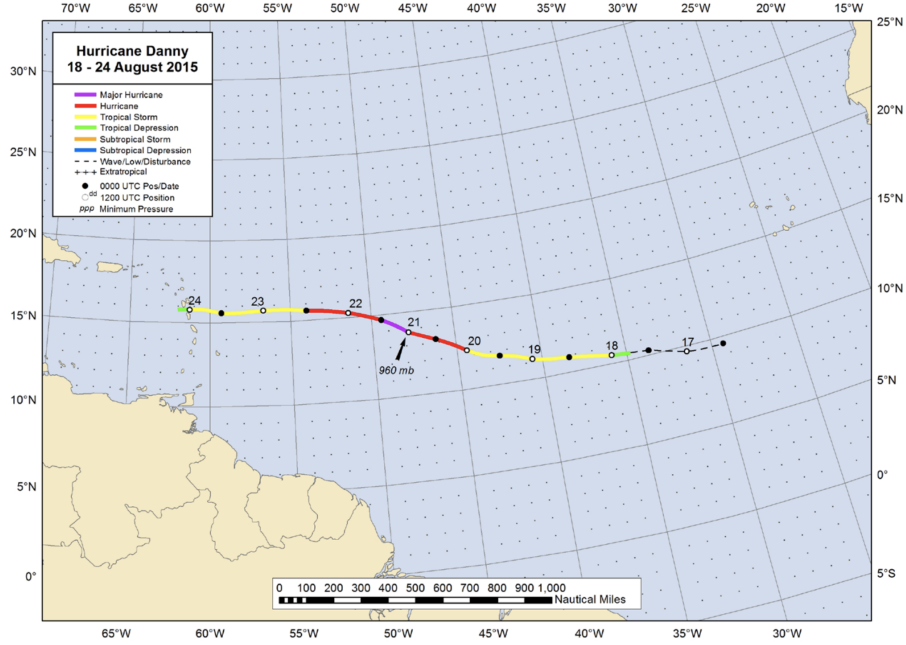 70°W 65°W 60°W 55°W 50°W 45°W 40°W 35°W 30°W 25°W 20°W 15°W
25°N
Hurricane Danny
18 - 24 August 2015
30°N
Major Hurricane
Hurricane
20°N
Tropical Storm
Tropical Depression
Subtropical Storm
25°N
Subtropical Depression
Wave/Low/Disturbance
Extratropical
0000 UTC Pos/Date
dd
1200 UTC Position
15°N
ppp Minimum Pressure
20°N
10°N
24 23 22
15°N
21
20 19 18 17
960 mb
5°N
10°N
0°
5°N
0°
5°S
0 100 200 300 400 500 600 700 800 900 1,000
Nautical Miles
65°W 60°W 55°W 50°W 45°W 40°W 35°W 30°W